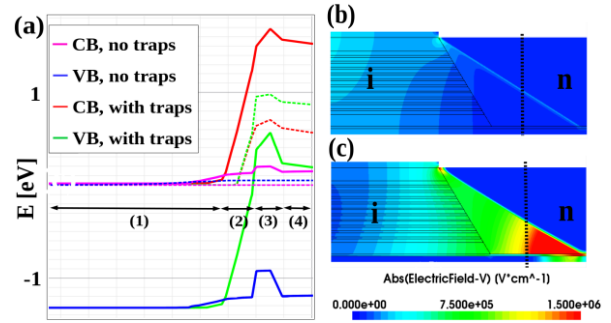 (a)
CB, no traps
VB, no traps
CB, with traps
VB, with traps
E [eV]
1
-1
(1)
(2)
(3)
(4)
(b)
i
n
(c)
i
n
Abs(ElectricField-V) (V*cm^-1)
0.000e+00
7.500e+05
1.500e+06